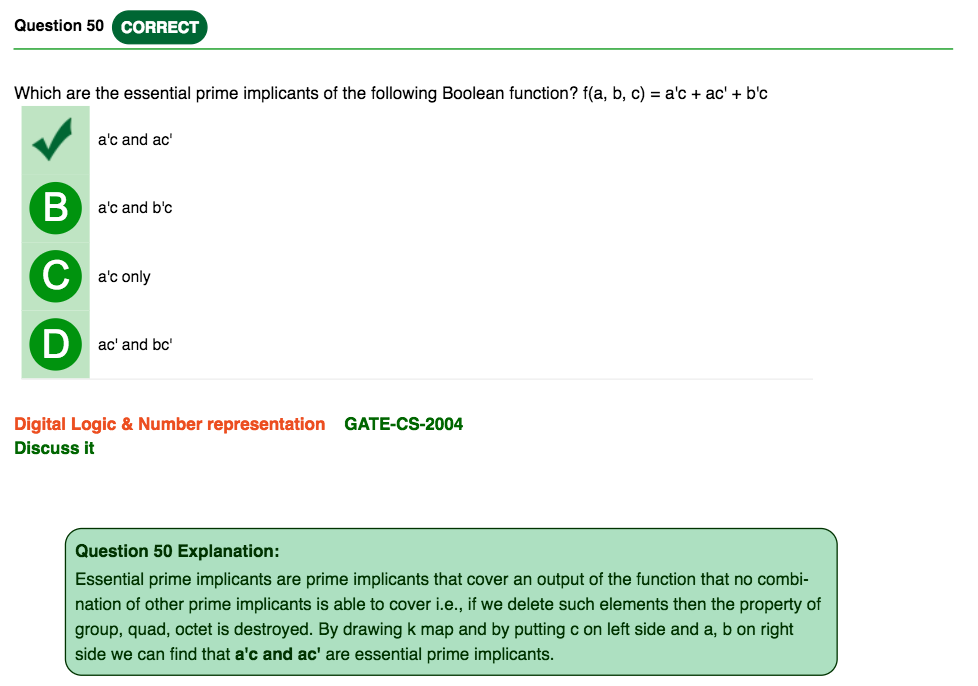 Question 50 CORRECT
Which are the essential prime implicants of the following Boolean function? f(a, b, c) = a'c + ac' + b'c
a'c and ac'
B a'c and b'c
C a'c only
D ac' and bc'
Digital Logic & Number representation GATE-CS-2004
Discuss it
Question 50 Explanation:
Essential prime implicants are prime implicants that cover an output of the function that no combi-
nation of other prime implicants is able to cover i.e., if we delete such elements then the property of
group, quad, octet is destroyed. By drawing k map and by putting c on left side and a, b on right
side we can find that a'c and ac' are essential prime implicants.